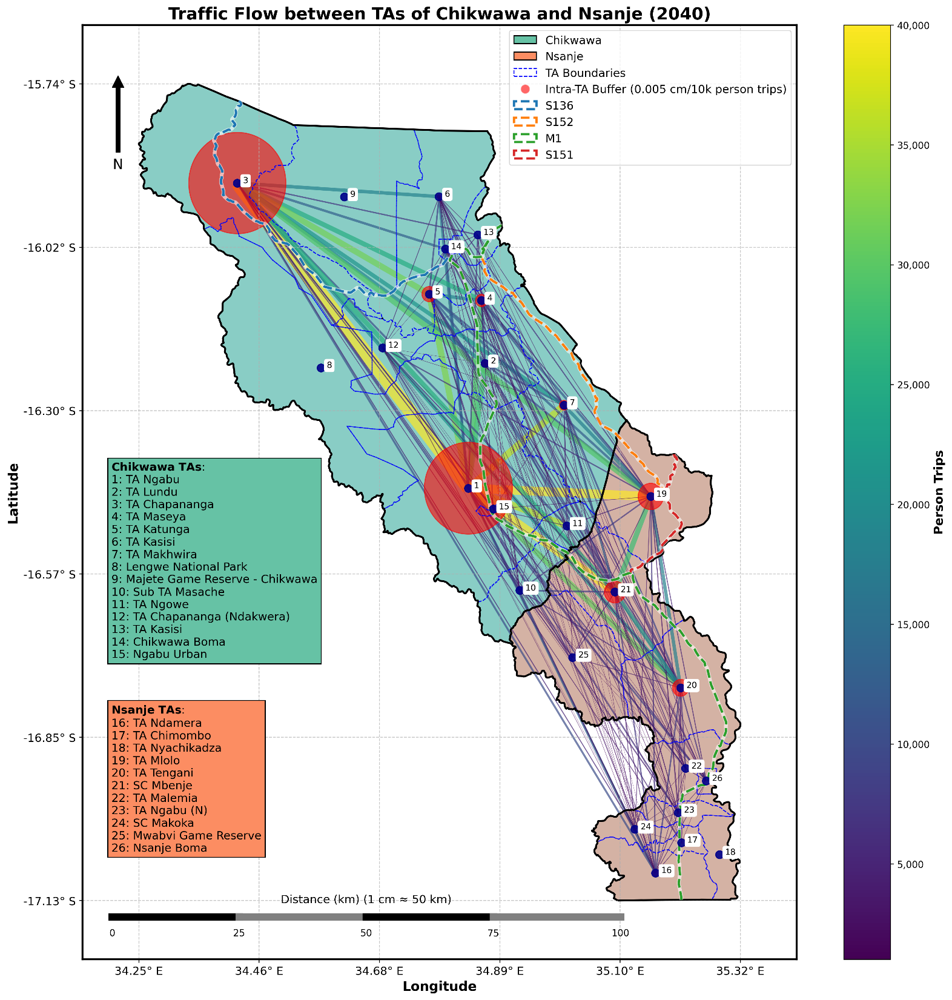 Traffic Flow between TAs of Chikwawa and Nsanje (2040)
Chikwawa
Nsanje
TA Boundaries
Intra-TA Buffer (0.005 cm/10k person trips)
S136
S152
M1
S151
N
-15.74° S
-16.02° S
-16.30° S
-16.57° S
-16.85° S
-17.13° S
Latitude
3
9
6
13
14
5
4
12
8
2
7
1
15
19
11
10
21
25
20
22
26
23
24
17
18
16
Chikwawa TAs:
1: TA Ngabu
2: TA Lundu
3: TA Chapananga
4: TA Maseya
5: TA Katunga
6: TA Kasisi
7: TA Makhwira
8: Lengwe National Park
9: Majete Game Reserve - Chikwawa
10: Sub TA Masache
11: TA Ngowe
12: TA Chapananga (Ndakwera)
13: TA Kasisi
14: Chikwawa Boma
15: Ngabu Urban
Nsanje TAs:
16: TA Ndamera
17: TA Chimombo
18: TA Nyachikadza
19: TA Mlolo
20: TA Tengani
21: SC Mbenje
22: TA Malemia
23: TA Ngabu (N)
24: SC Makoka
25: Mwabvi Game Reserve
26: Nsanje Boma
Distance (km) (1 cm ≈ 50 km)
0 25 50 75 100
34.25° E 34.46° E 34.68° E 34.89° E 35.10° E 35.32° E
Longitude
40,000
35,000
30,000
25,000
20,000
15,000
10,000
5,000
Person Trips